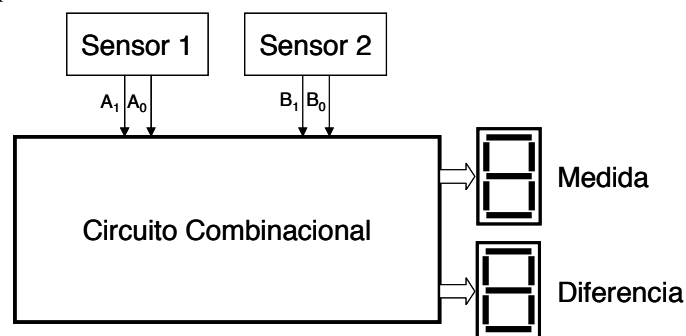 Sensor 1
Sensor 2
A₁ A₀
B₁ B₀
Circuito Combinacional
Medida
Diferencia